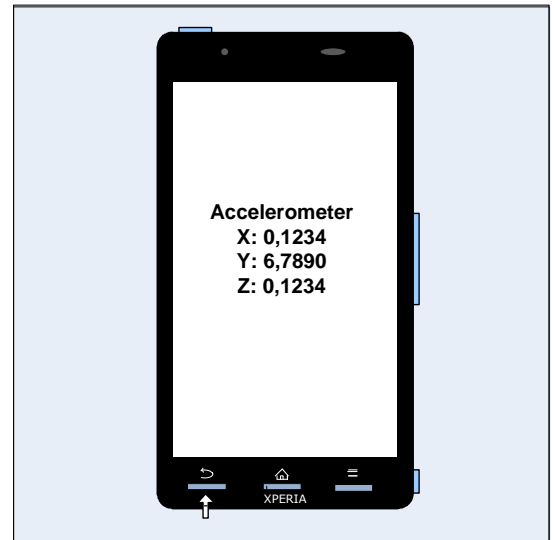 Accelerometer
X: 0,1234
Y: 6,7890
Z: 0,1234
XPERIA